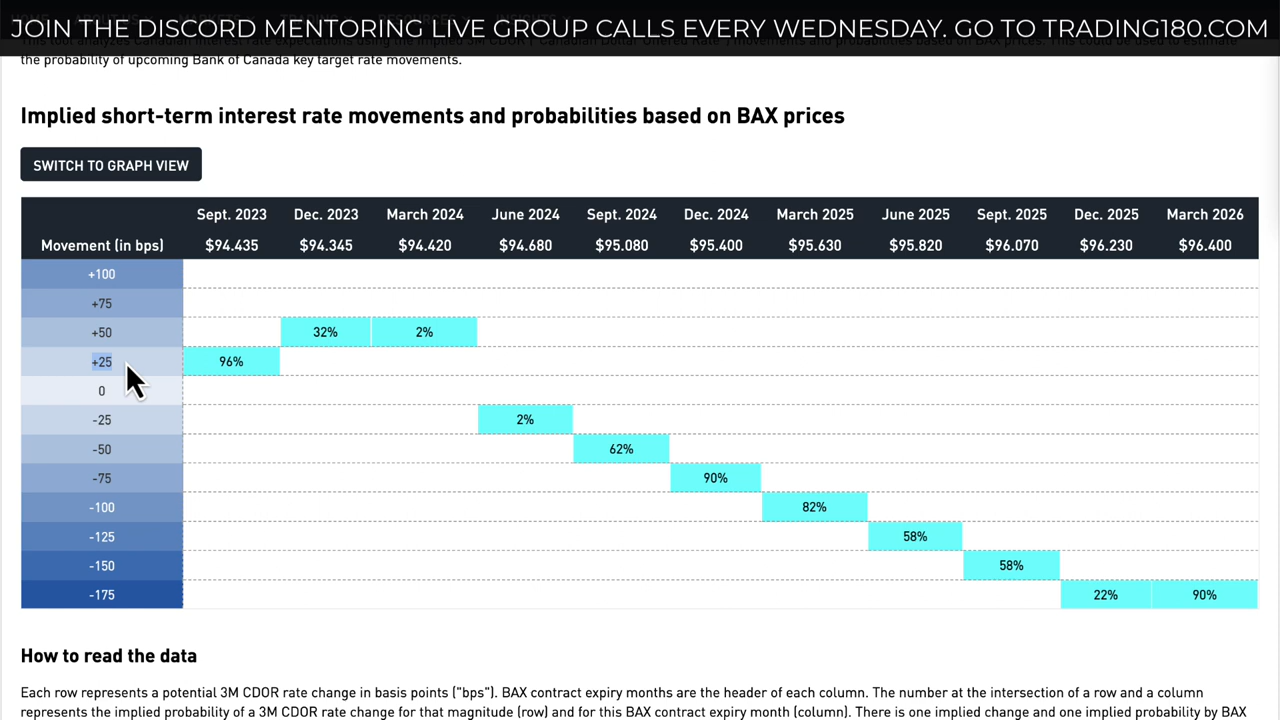 JOIN THE DISCORD MENTORING LIVE GROUP CALLS EVERY WEDNESDAY. GO TO TRADING180.COM
the probability of upcoming Bank of Canada key target rate movements.
Implied short-term interest rate movements and probabilities based on BAX prices
SWITCH TO GRAPH VIEW
Sept. 2023 Dec. 2023 March 2024 June 2024 Sept. 2024 Dec. 2024 March 2025 June 2025 Sept. 2025 Dec. 2025 March 2026
Movement (in bps) $94.435 $94.345 $94.420 $94.680 $95.080 $95.400 $95.630 $95.820 $96.070 $96.230 $96.400
+100
+75
+50 32% 2%
+25 96%
0
-25 2%
-50 62%
-75 90%
-100 82%
-125 58%
-150 58%
-175 22% 90%
How to read the data
Each row represents a potential 3M CDOR rate change in basis points ("bps"). BAX contract expiry months are the header of each column. The number at the intersection of a row and a column
represents the implied probability of a 3M CDOR rate change for that magnitude (row) and for this BAX contract expiry month (column). There is one implied change and one implied probability by BAX